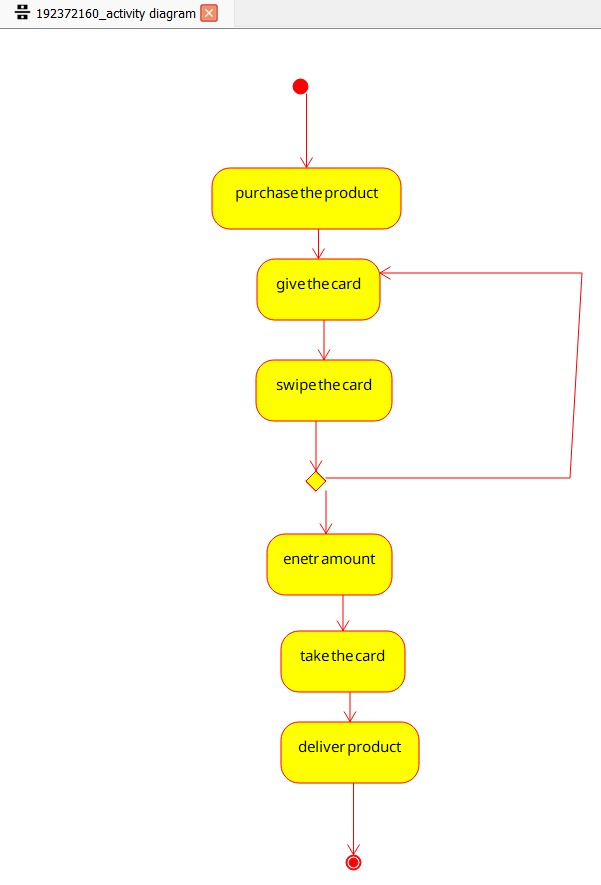 192372160_activity diagram
purchase the product
give the card
swipe the card
enetr amount
take the card
deliver product